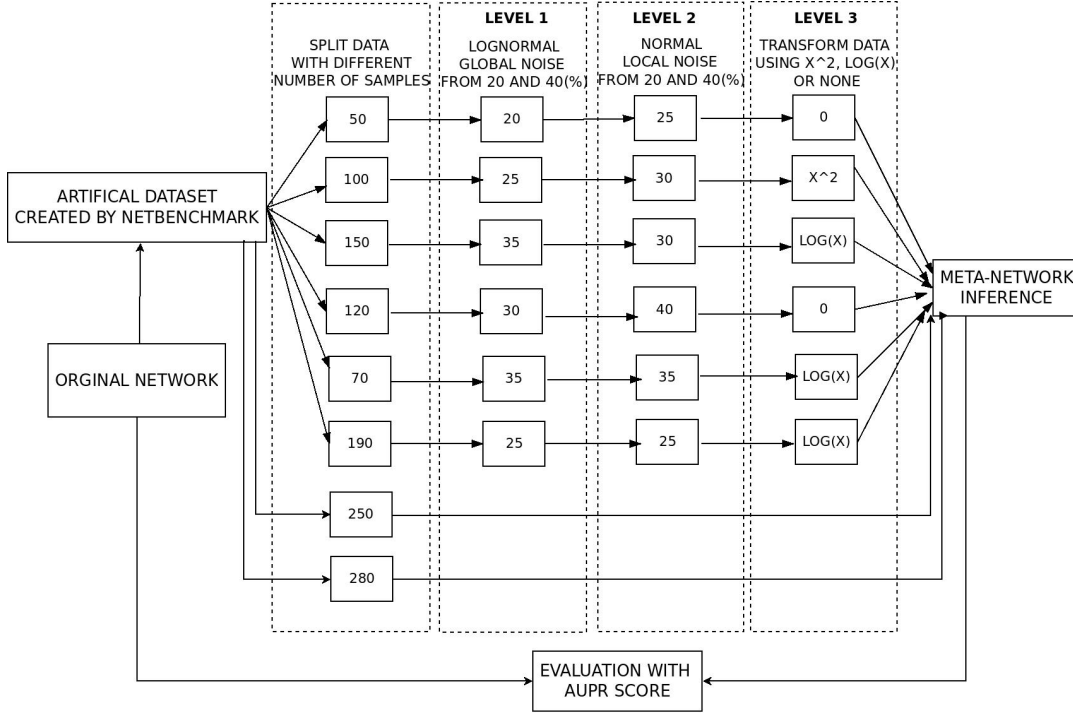 LEVEL 1
LEVEL 2
LEVEL 3
SPLIT DATA
WITH DIFFERENT
NUMBER OF SAMPLES
LOGNORMAL
GLOBAL NOISE
FROM 20 AND 40(%)
NORMAL
LOCAL NOISE
FROM 20 AND 40(%)
TRANSFORM DATA
USING X^2, LOG(X)
OR NONE
50
20
25
0
100
25
30
X^2
ARTIFICAL DATASET
CREATED BY NETBENCHMARK
150
35
30
LOG(X)
META-NETWORK
INFERENCE
120
30
40
0
ORGINAL NETWORK
70
35
35
LOG(X)
190
25
25
LOG(X)
250
280
EVALUATION WITH
AUPR SCORE